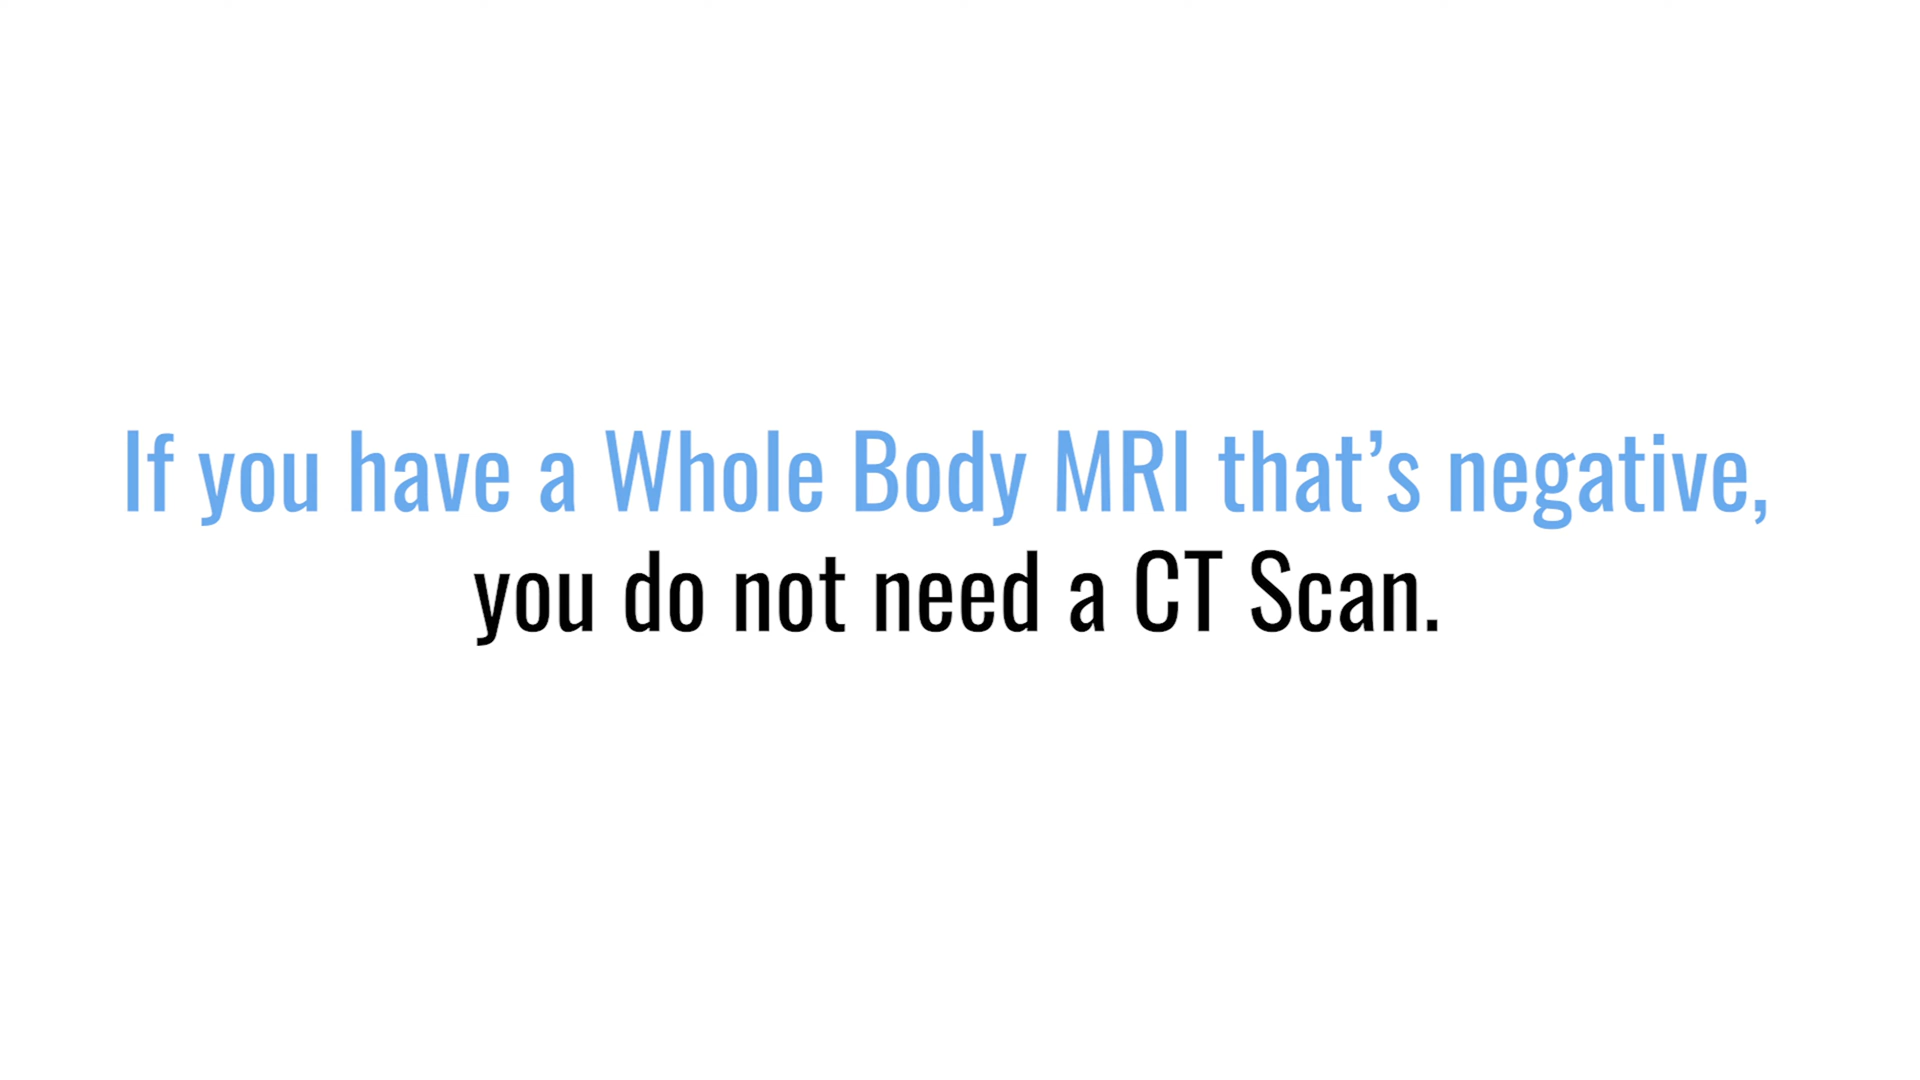 If you have a Whole Body MRI that’s negative,
you do not need a CT Scan.